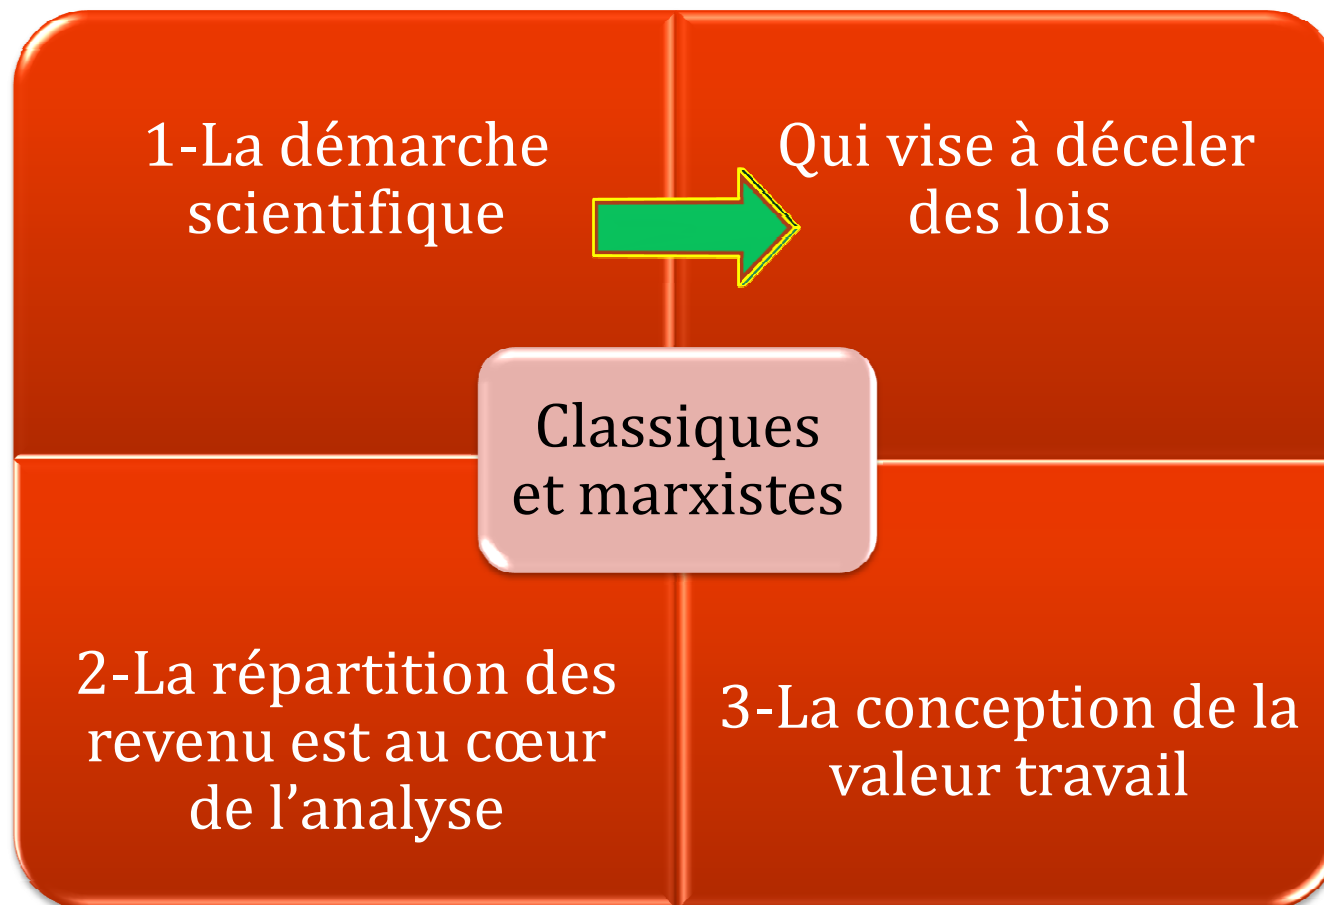 1-La démarche
scientifique
Qui vise à déceler
des lois
Classiques
et marxistes
2-La répartition des
revenu est au cœur
de l’analyse
3-La conception de la
valeur travail